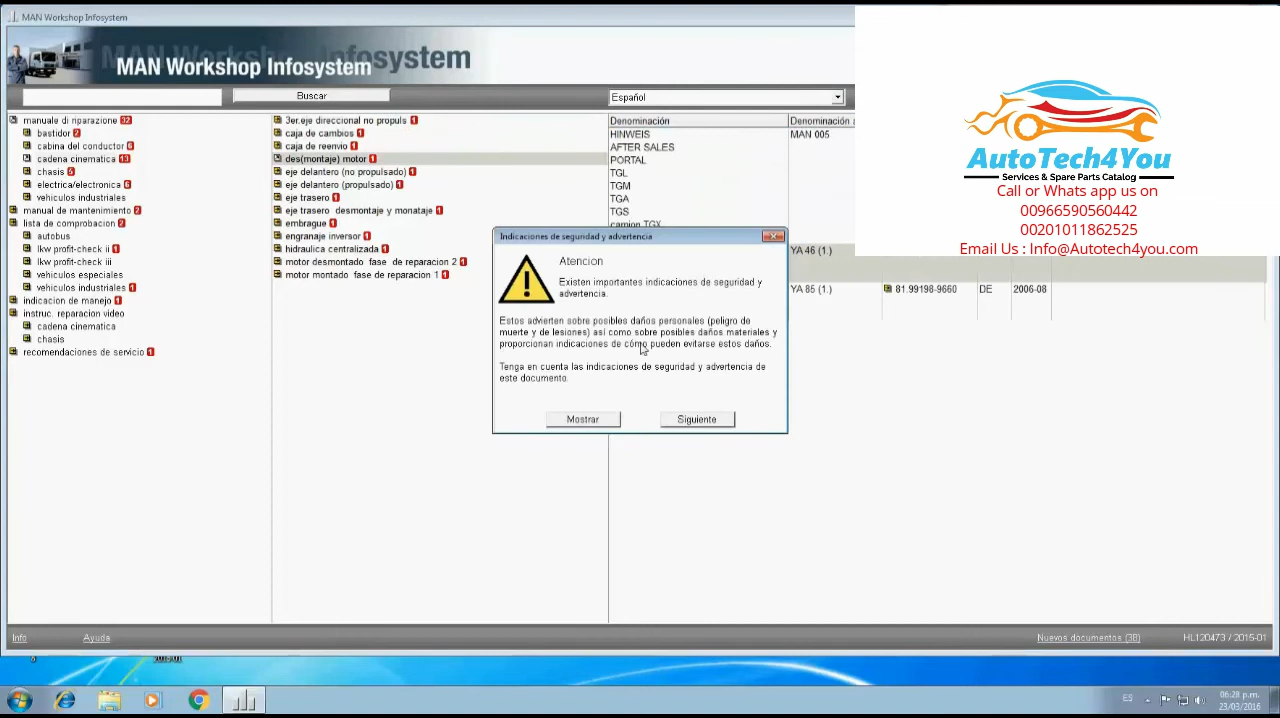 MAN Workshop Infosystem
MAN Workshop Infosystem
Buscar
Español
manuale di riparazione 32
bastidor 2
cabina del conductor 6
cadena cinematica 13
chasis 5
electrica/electronica 6
vehiculos industriales
manual de mantenimiento 2
lista de comprobacion 2
autobus
lkw profit-check ii 1
lkw profit-check iii
vehiculos especiales
vehiculos industriales 1
indicacion de manejo 1
instruc. reparacion video
cadena cinematica
chasis
recomendaciones de servicio 1
3er.eje direccional no propuls 1
caja de cambios 1
caja de reenvio 1
des(montaje) motor 1
eje delantero (no propulsado) 1
eje delantero (propulsado) 1
eje trasero 1
eje trasero desmontaje y monataje 1
embrague 1
engranaje inversor 1
hidraulica centralizada 1
motor desmontado fase de reparacion 2 1
motor montado fase de reparacion 1 1
Denominación
Denominación
HINWEIS
MAN 005
AFTER SALES
PORTAL
TGL
TGM
TGA
TGS
camion TGX
YA 46 (1.)
YA 85 (1.)
81.99198-9660
DE
2006-08
Indicaciones de seguridad y advertencia
Atencion
Existen importantes indicaciones de seguridad y
advertencia.
Estos advierten sobre posibles daños personales (peligro de
muerte y de lesiones) así como sobre posibles daños materiales y
proporcionan indicaciones de cómo pueden evitarse estos daños.
Tenga en cuenta las indicaciones de seguridad y advertencia de
este documento.
Mostrar
Siguiente
AutoTech4You
Services & Spare Parts Catalog
Call or Whats app us on
00966590560442
00201011862525
Email Us : Info@Autotech4you.com
Info
Ayuda
Nuevos documentos (38)
HL120473 / 2015-01
2015-01
ES
06:28 p.m.
23/03/2016